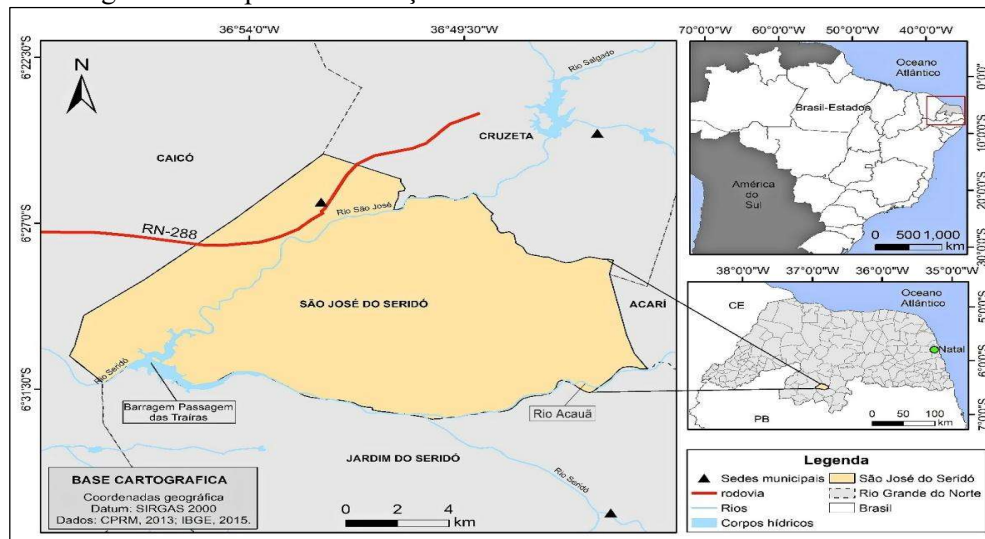 36°54'0"W
36°49'30"W
6°22'30"S
6°27'0"S
6°31'30"S
N
CAICÓ
CRUZETA
Rio Salgado
Rio São José
RN-288
SÃO JOSÉ DO SERIDÓ
ACARÍ
Rio Seridó
Barragem Passagem
das Traíras
Rio Acauã
JARDIM DO SERIDÓ
Rio Seridó
BASE CARTOGRAFICA
Coordenadas geográfica
Datum: SIRGAS 2000
Dados: CPRM, 2013; IBGE, 2015.
0 2 4
km
70°0'0"W 60°0'0"W 50°0'0"W 40°0'0"W
Oceano
Atlântico
Brasil-Estados
América
do
Sul
0 500 1,000
km
0°0'0"
10°0'0"S
20°0'0"S
30°0'0"S
38°0'0"W 37°0'0"W 36°0'0"W 35°0'0"W
CE
Oceano
Atlântico
Natal
PB
0 50 100
km
5°0'0"S
6°0'0"S
7°0'0"S
Legenda
Sedes municipais
São José do Seridó
rodovia
Rio Grande do Norte
Rios
Brasil
Corpos hídricos